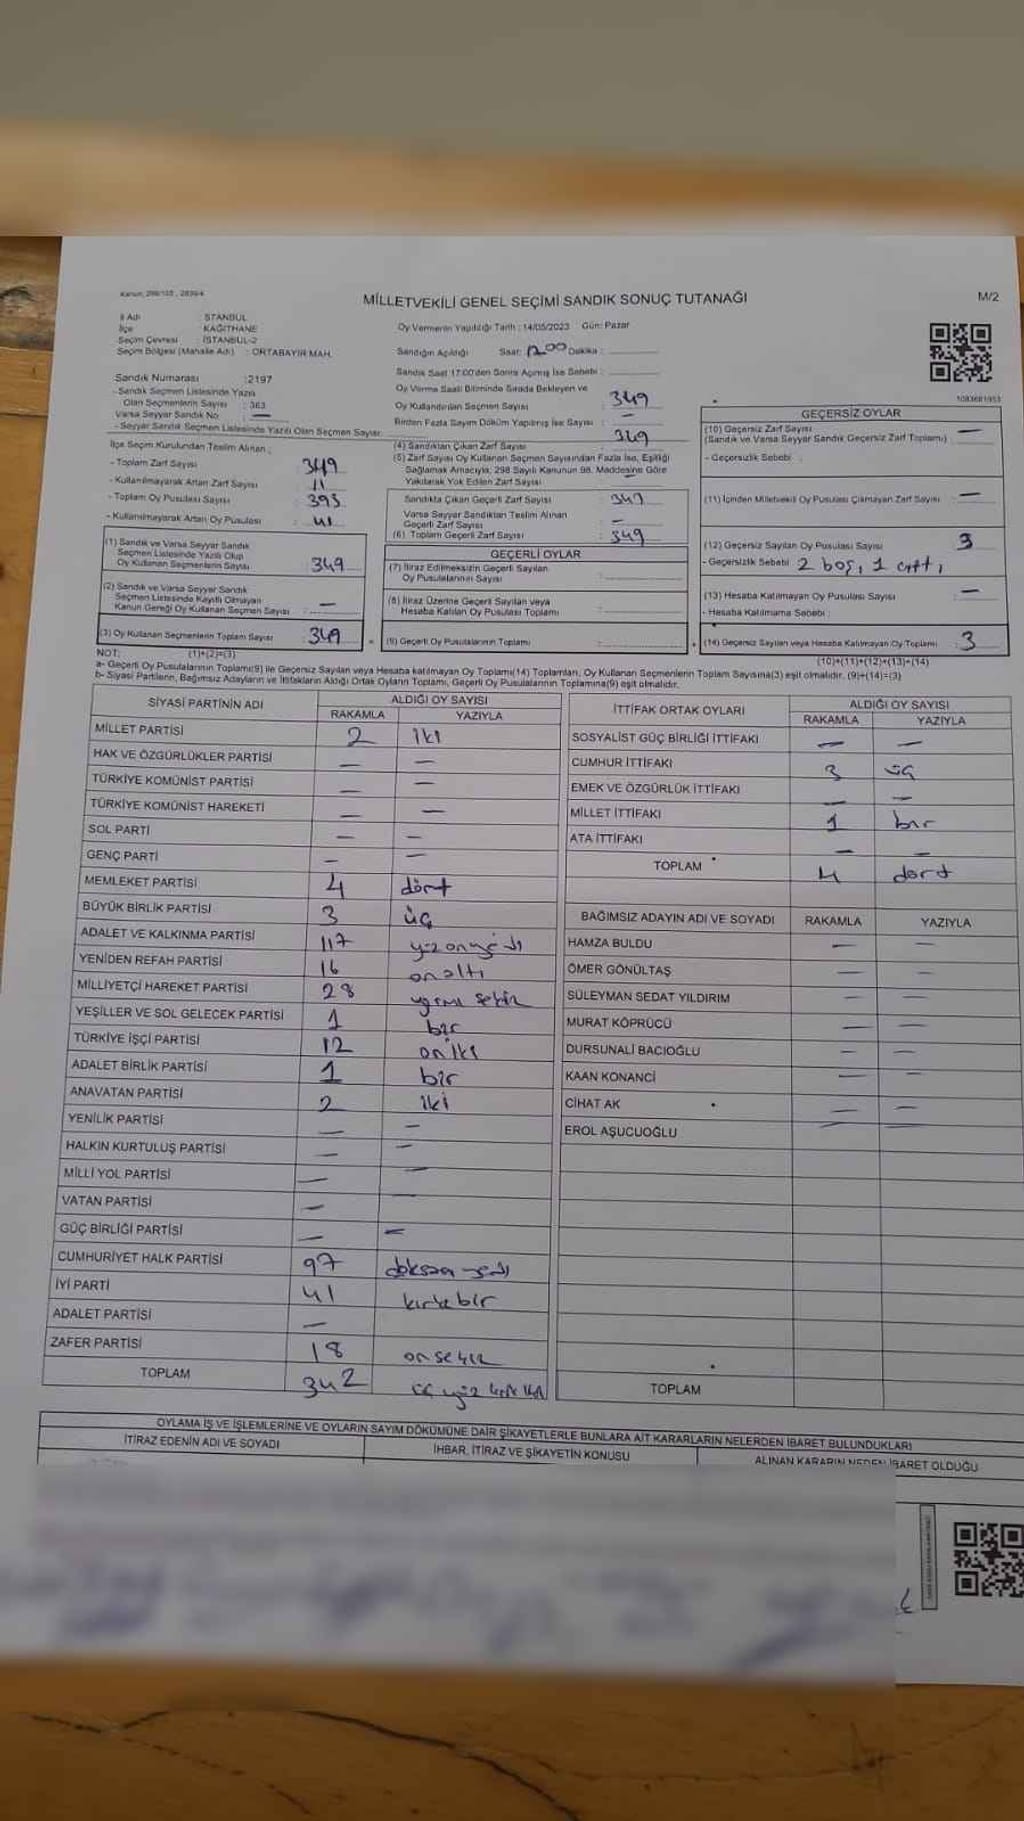 Kanun: 298/105 , 2839/4
MİLLETVEKİLİ GENEL SEÇİMİ SANDIK SONUÇ TUTANAĞI
M/2
İl Adı : İSTANBUL
İlçe : KAĞITHANE
Seçim Çevresi : İSTANBUL-2
Seçim Bölgesi (Mahalle Adı) : ORTABAYIR MAH.
Sandık Numarası : 2197
- Sandık Seçmen Listesinde Yazılı
Olan Seçmenlerin Sayısı : 363
Varsa Seyyar Sandık No : —
- Seyyar Sandık Seçmen Listesinde Yazılı Olan Seçmen Sayısı:
İlçe Seçim Kurulundan Teslim Alınan ;
- Toplam Zarf Sayısı : 349
- Kullanılmayarak Artan Zarf Sayısı : 11
- Toplam Oy Pusulası Sayısı : 393
- Kullanılmayarak Artan Oy Pusulası : 41
(1) Sandık ve Varsa Seyyar Sandık
Seçmen Listesinde Yazılı Olup
Oy Kullanan Seçmenlerin Sayısı : 349
(2) Sandık ve Varsa Seyyar Sandık
Seçmen Listesinde Kayıtlı Olmayan
Kanun Gereği Oy Kullanan Seçmen Sayısı : —
(3) Oy Kullanan Seçmenlerin Toplam Sayısı : 349
Oy Vermenin Yapıldığı Tarih : 14/05/2023 Gün: Pazar
Sandığın Açıldığı Saat: 17.00 Dakika :
Sandık Saat 17:00'den Sonra Açılmış İse Sebebi :
Oy Verme Saati Bitiminde Sırada Bekleyen ve
Oy Kullandırılan Seçmen Sayısı : 349
Birden Fazla Sayım Döküm Yapılmış İse Sayısı : —
(4) Sandıktan Çıkan Zarf Sayısı : 349
(5) Zarf Sayısı Oy Kullanan Seçmen Sayısından Fazla İse, Eşitliği
Sağlamak Amacıyla; 298 Sayılı Kanunun 98. Maddesine Göre
Yakılarak Yok Edilen Zarf Sayısı : —
Sandıkta Çıkan Geçerli Zarf Sayısı : 349
Varsa Seyyar Sandıktan Teslim Alınan
Geçerli Zarf Sayısı : —
(6) Toplam Geçerli Zarf Sayısı : 349
GEÇERLİ OYLAR
(7) İtiraz Edilmeksizin Geçerli Sayılan
Oy Pusulalarının Sayısı :
(8) İtiraz Üzerine Geçerli Sayılan veya
Hesaba Katılan Oy Pusulası Toplamı :
(9) Geçerli Oy Pusulalarının Toplamı :
1083681953
GEÇERSİZ OYLAR
(10) Geçersiz Zarf Sayısı : —
(Sandık ve Varsa Seyyar Sandık Geçersiz Zarf Toplamı)
- Geçersizlik Sebebi :
(11) İçinden Milletvekili Oy Pusulası Çıkmayan Zarf Sayısı : —
(12) Geçersiz Sayılan Oy Pusulası Sayısı : 3
- Geçersizlik Sebebi : 2 boş, 1 çift,
(13) Hesaba Katılmayan Oy Pusulası Sayısı : —
- Hesaba Katılmama Sebebi :
(14) Geçersiz Sayılan veya Hesaba Katılmayan Oy Toplamı : 3
NOT: (1)+(2)=(3) (10)+(11)+(12)+(13)=(14)
a- Geçerli Oy Pusulalarının Toplamı(9) ile Geçersiz Sayılan veya Hesaba katılmayan Oy Toplamı(14) Toplamları, Oy Kullanan Seçmenlerin Toplam Sayısına(3) eşit olmalıdır. (9)+(14)=(3)
b- Siyasi Partilerin, Bağımsız Adayların ve İttifakların Aldığı Ortak Oyların Toplamı, Geçerli Oy Pusulalarının Toplamına(9) eşit olmalıdır.
SİYASİ PARTİNİN ADI ALDIĞI OY SAYISI
RAKAMLA YAZIYLA
MİLLET PARTİSİ 2 iki
HAK VE ÖZGÜRLÜKLER PARTİSİ — —
TÜRKİYE KOMÜNİST PARTİSİ — —
TÜRKİYE KOMÜNİST HAREKETİ — —
SOL PARTİ — —
GENÇ PARTİ — —
MEMLEKET PARTİSİ 4 dört
BÜYÜK BİRLİK PARTİSİ 3 üç
ADALET VE KALKINMA PARTİSİ 117 yüzonyedi
YENİDEN REFAH PARTİSİ 16 onaltı
MİLLİYETÇİ HAREKET PARTİSİ 28 yirmi sekiz
YEŞİLLER VE SOL GELECEK PARTİSİ 1 bir
TÜRKİYE İŞÇİ PARTİSİ 12 oniki
ADALET BİRLİK PARTİSİ 1 bir
ANAVATAN PARTİSİ 2 iki
YENİLİK PARTİSİ — —
HALKIN KURTULUŞ PARTİSİ — —
MİLLİ YOL PARTİSİ — —
VATAN PARTİSİ — —
GÜÇ BİRLİĞİ PARTİSİ — —
CUMHURİYET HALK PARTİSİ 97 doksan yedi
İYİ PARTİ 41 kırkbir
ADALET PARTİSİ —
ZAFER PARTİSİ 18 onsekiz
TOPLAM 342 üç yüz kırk iki
İTTİFAK ORTAK OYLARI ALDIĞI OY SAYISI
RAKAMLA YAZIYLA
SOSYALİST GÜÇ BİRLİĞİ İTTİFAKI — —
CUMHUR İTTİFAKI 3 üç
EMEK VE ÖZGÜRLÜK İTTİFAKI — —
MİLLET İTTİFAKI 1 bir
ATA İTTİFAKI — —
TOPLAM 4 dört
BAĞIMSIZ ADAYIN ADI VE SOYADI RAKAMLA YAZIYLA
HAMZA BULDU — —
ÖMER GÖNÜLTAŞ — —
SÜLEYMAN SEDAT YILDIRIM — —
MURAT KÖPRÜCÜ — —
DURSUNALİ BACIOĞLU — —
KAAN KONANCİ — —
CİHAT AK — —
EROL AŞUCUOĞLU — —
TOPLAM
OYLAMA İŞ VE İŞLEMLERİNE VE OYLARIN SAYIM DÖKÜMÜNE DAİR ŞİKAYETLERLE BUNLARA AİT KARARLARIN NELERDEN İBARET BULUNDUKLARI
İTİRAZ EDENİN ADI VE SOYADI İHBAR, İTİRAZ VE ŞİKAYETİN KONUSU ALINAN KARARIN NEDEN İBARET OLDUĞU